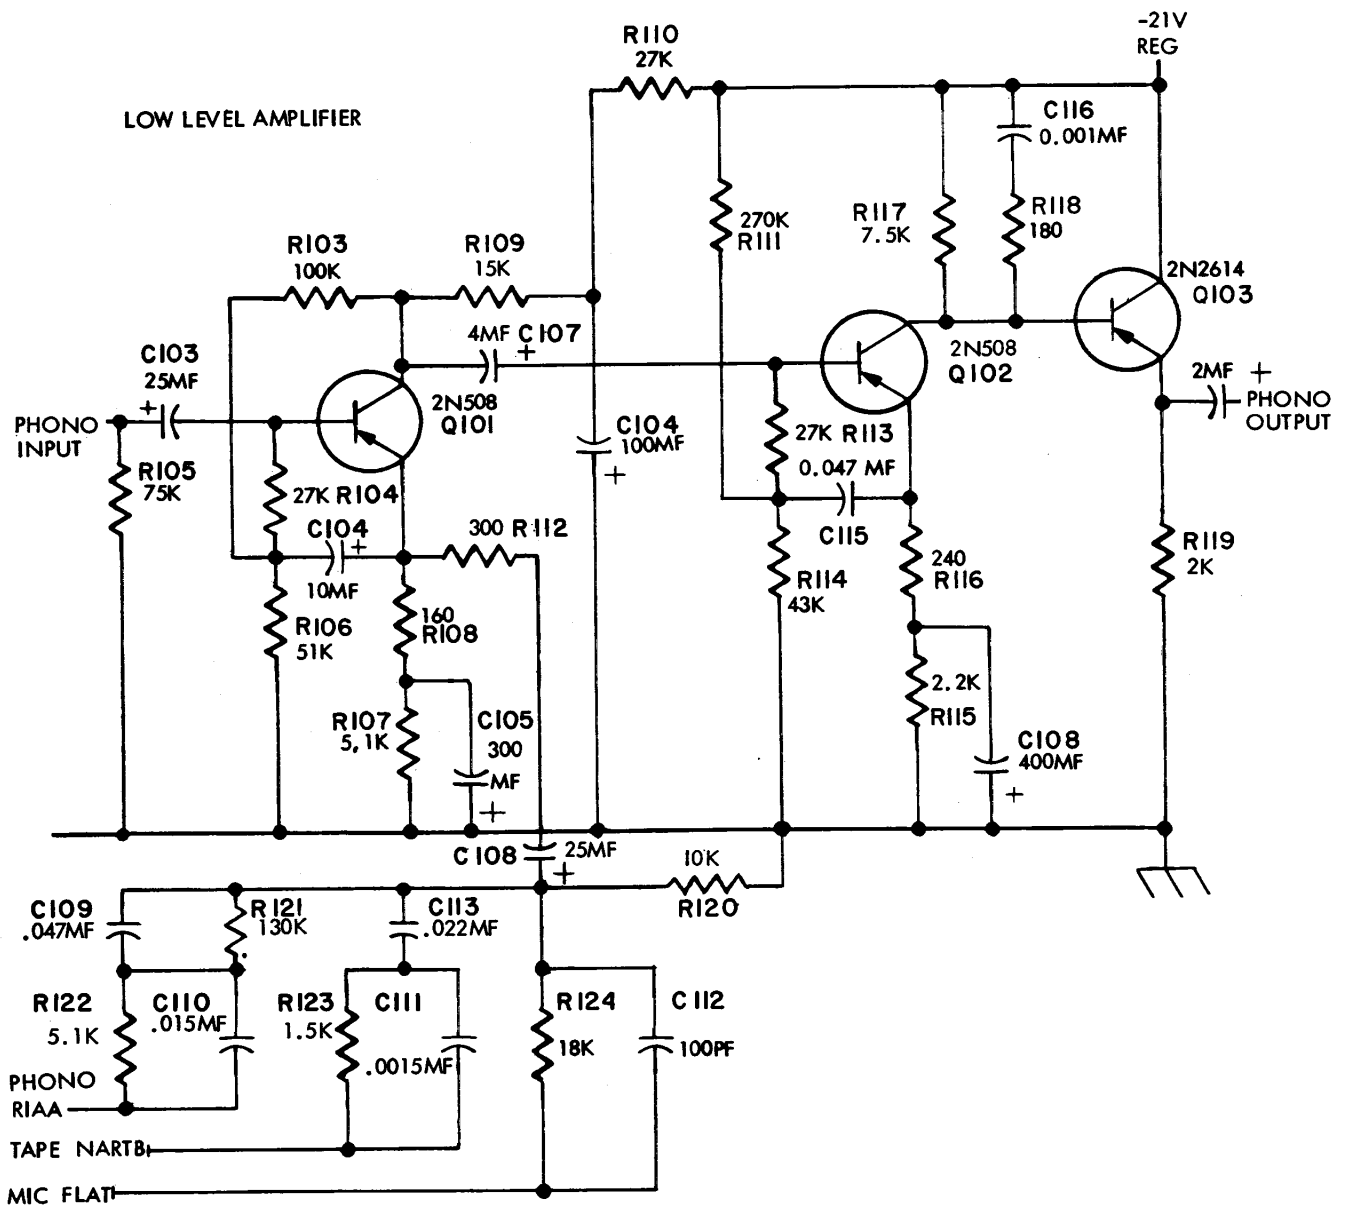 -21V
REG
R110
27K
LOW LEVEL AMPLIFIER
C116
0.001MF
R117
7.5K
R118
180
270K
R111
R103
100K
R109
15K
2N2614
Q103
4MF C107
+
2N508
Q102
C103
25MF
+
2MF +
PHONO
OUTPUT
PHONO
INPUT
2N508
Q101
C104
100MF
+
27K R113
0.047 MF
C115
R105
75K
27K R104
C104
+
10MF
300 R112
R114
43K
240
R116
R119
2K
R106
51K
160
R108
R107
5,1K
C105
300
MF
+
2.2K
R115
C108
400MF
+
C108
25MF
+
10K
R120
C109
.047MF
R121
130K
C113
.022MF
R122
5.1K
C110
.015MF
R123
1.5K
C111
.0015MF
R124
18K
C112
100PF
PHONO
RIAA
TAPE NARTB
MIC FLAT